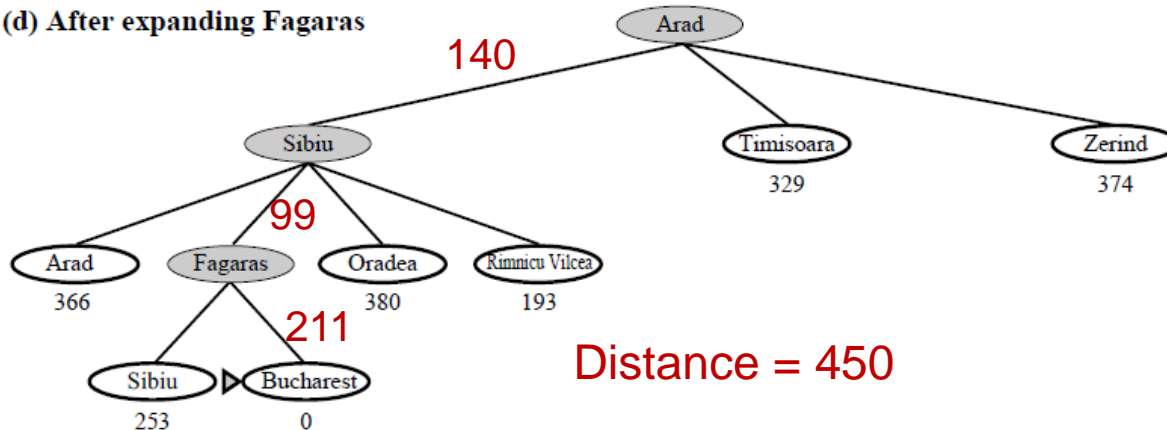 (d) After expanding Fagaras
Arad
140
Sibiu
Timisoara
Zerind
329
374
99
Arad
Fagaras
Oradea
Rimnicu Vilcea
366
380
193
211
Distance = 450
Sibiu
Bucharest
253
0